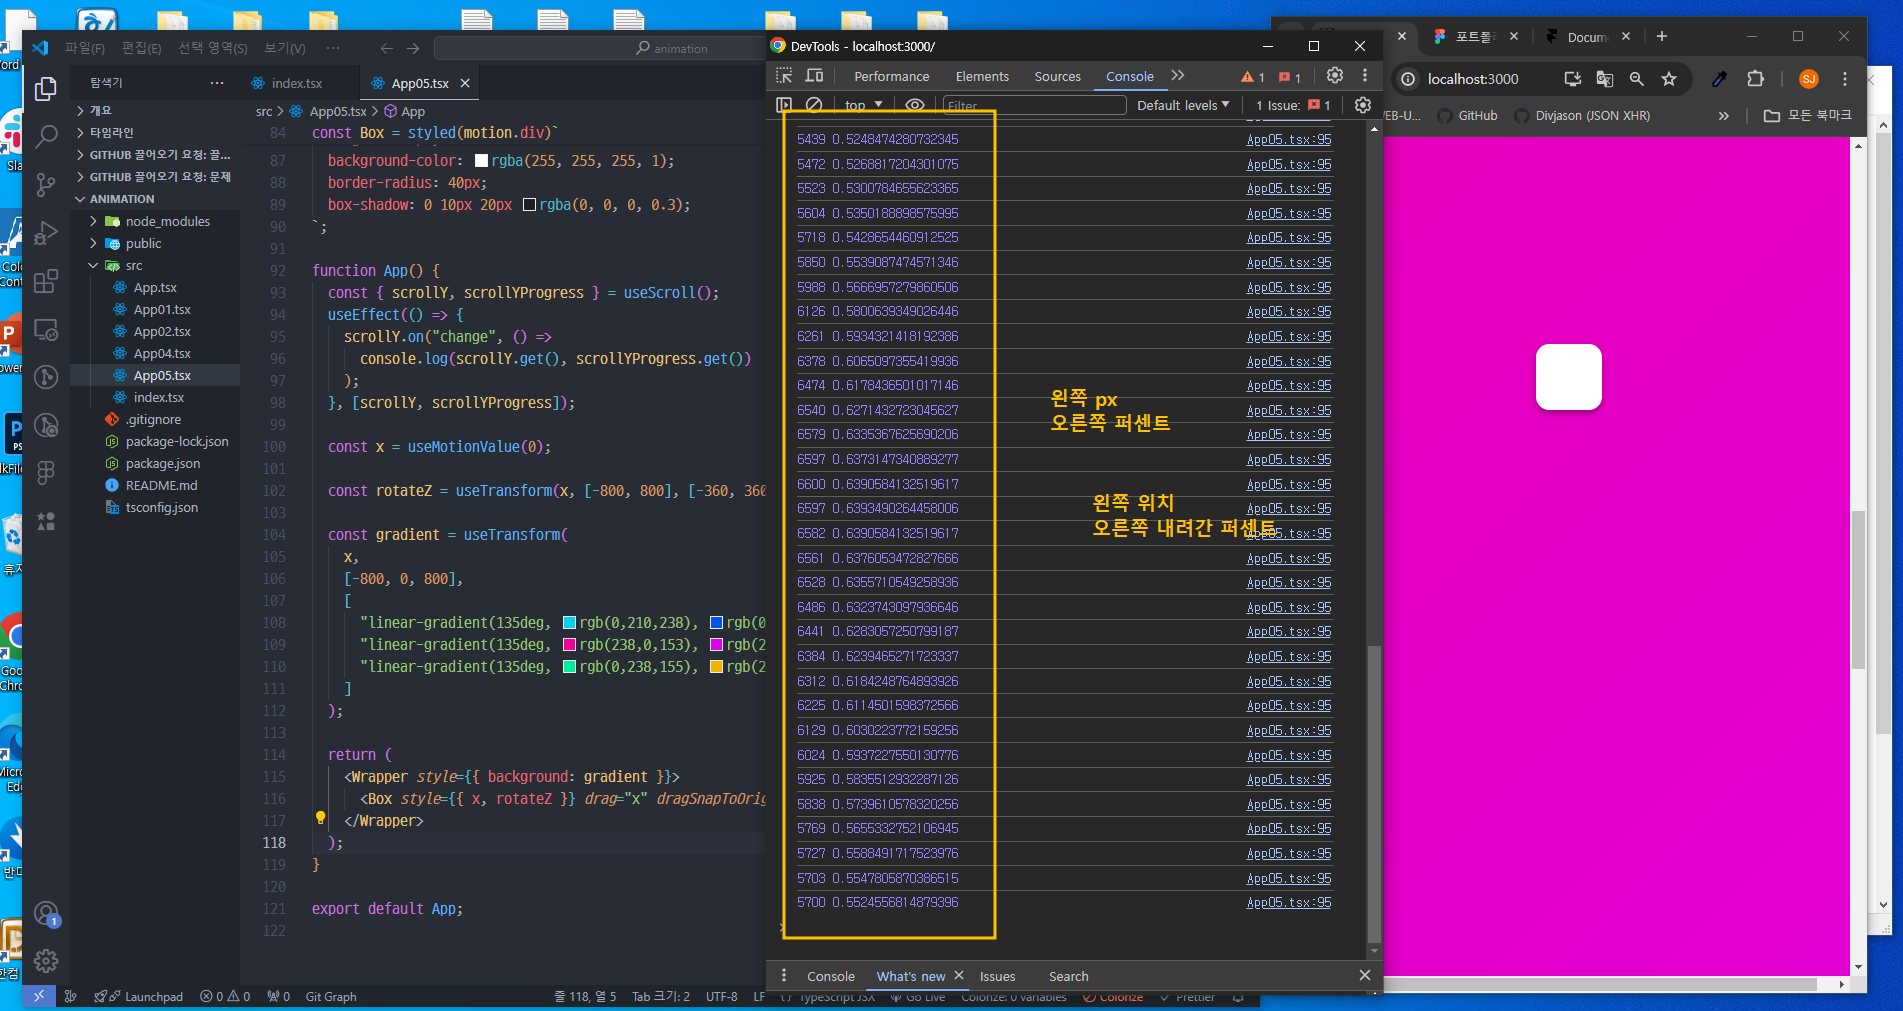 파일(F) 편집(E) 선택 영역(S) 보기(V) ··· animation
탐색기 ···
개요
타임라인
GITHUB 끌어오기 요청: 끌...
GITHUB 끌어오기 요청: 문제
ANIMATION
node_modules
public
src
App.tsx
App01.tsx
App02.tsx
App04.tsx
App05.tsx
index.tsx
.gitignore
package-lock.json
package.json
README.md
tsconfig.json
index.tsx App05.tsx
src > App05.tsx > App
84 const Box = styled(motion.div)`
87 background-color: rgba(255, 255, 255, 1);
88 border-radius: 40px;
89 box-shadow: 0 10px 20px rgba(0, 0, 0, 0.3);
90 `;
91
92 function App() {
93 const { scrollY, scrollYProgress } = useScroll();
94 useEffect(() => {
95 scrollY.on("change", () =>
96 console.log(scrollY.get(), scrollYProgress.get())
97 );
98 }, [scrollY, scrollYProgress]);
99
100 const x = useMotionValue(0);
101
102 const rotateZ = useTransform(x, [-800, 800], [-360, 360
103
104 const gradient = useTransform(
105 x,
106 [-800, 0, 800],
107 [
108 "linear-gradient(135deg, rgb(0,210,238), rgb(0
109 "linear-gradient(135deg, rgb(238,0,153), rgb(2
110 "linear-gradient(135deg, rgb(0,238,155), rgb(2
111 ]
112 );
113
114 return (
115 <Wrapper style={{ background: gradient }}>
116 <Box style={{ x, rotateZ }} drag="x" dragSnapToOrig
117 </Wrapper>
118 );
119 }
120
121 export default App;
122
Launchpad 0 0 0 Git Graph 줄 118, 열 5 Tab 크기: 2 UTF-8 LF { } TypeScript JSX Go Live Colorize: 0 variables Colorize Prettier
DevTools - localhost:3000/
Performance Elements Sources Console 1 1
top Filter Default levels 1 Issue: 1
5439 0.5248474280732345 App05.tsx:95
5472 0.5268817204301075 App05.tsx:95
5523 0.5300784655623365 App05.tsx:95
5604 0.5350188898575995 App05.tsx:95
5718 0.5428654460912525 App05.tsx:95
5850 0.5539087474571346 App05.tsx:95
5988 0.5666957279860506 App05.tsx:95
6126 0.5800639349026446 App05.tsx:95
6261 0.5934321418192386 App05.tsx:95
6378 0.6065097355419936 App05.tsx:95
6474 0.6178436501017146 App05.tsx:95
6540 0.6271432723045627 App05.tsx:95
6579 0.6335367625690206 App05.tsx:95
6597 0.6373147340889277 App05.tsx:95
6600 0.6390584132519617 App05.tsx:95
6597 0.6393490264458006 App05.tsx:95
6582 0.6390584132519617 App05.tsx:95
6561 0.6376053472827666 App05.tsx:95
6528 0.6355710549258936 App05.tsx:95
6486 0.6323743097936646 App05.tsx:95
6441 0.6283057250799187 App05.tsx:95
6384 0.6239465271723337 App05.tsx:95
6312 0.6184248764893926 App05.tsx:95
6225 0.6114501598372566 App05.tsx:95
6129 0.6030223772159256 App05.tsx:95
6024 0.5937227550130776 App05.tsx:95
5925 0.5835512932287126 App05.tsx:95
5838 0.5739610578320256 App05.tsx:95
5769 0.5655332752106945 App05.tsx:95
5727 0.5588491717523976 App05.tsx:95
5703 0.5547805870386515 App05.tsx:95
5700 0.5524556814879396 App05.tsx:95
왼쪽 px
오른쪽 퍼센트
왼쪽 위치
오른쪽 내려간 퍼센트
Console What's new Issues Search
포트폴 Docum
localhost:3000
GitHub Divjason (JSON XHR) 모든 북마크
SJ